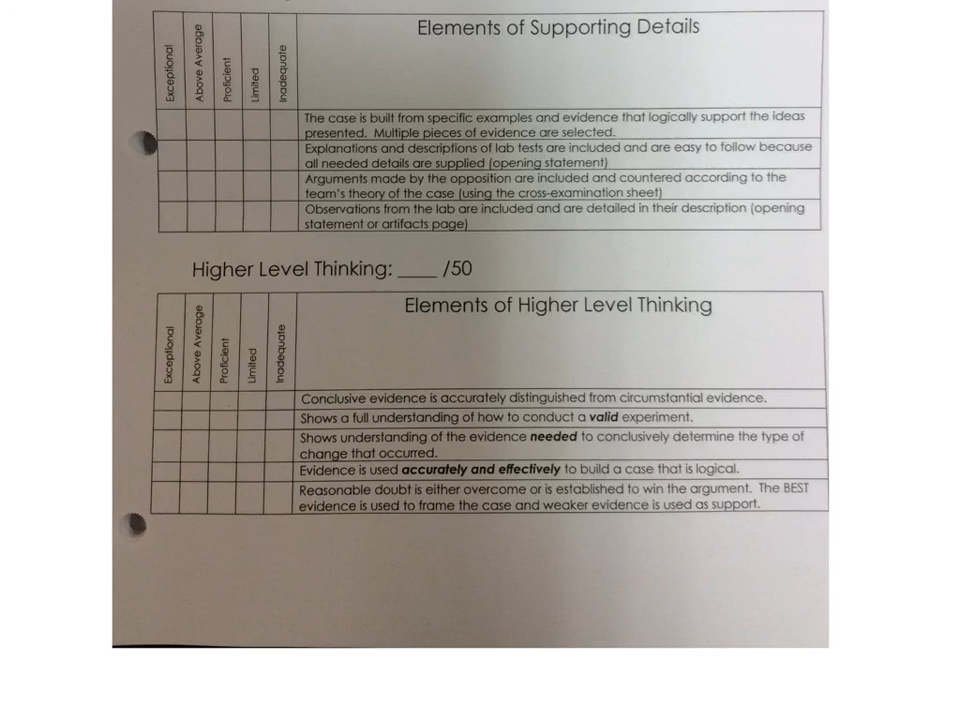 Elements of Supporting Details
Exceptional
Above Average
Proficient
Limited
Inadequate
The case is built from specific examples and evidence that logically support the ideas
presented. Multiple pieces of evidence are selected.
Explanations and descriptions of lab tests are included and are easy to follow because
all needed details are supplied (opening statement)
Arguments made by the opposition are included and countered according to the
team's theory of the case (using the cross-examination sheet)
Observations from the lab are included and are detailed in their description (opening
statement or artifacts page)
Higher Level Thinking: ____ /50
Elements of Higher Level Thinking
Exceptional
Above Average
Proficient
Limited
Inadequate
Conclusive evidence is accurately distinguished from circumstantial evidence.
Shows a full understanding of how to conduct a valid experiment.
Shows understanding of the evidence needed to conclusively determine the type of
change that occurred.
Evidence is used accurately and effectively to build a case that is logical.
Reasonable doubt is either overcome or is established to win the argument. The BEST
evidence is used to frame the case and weaker evidence is used as support.